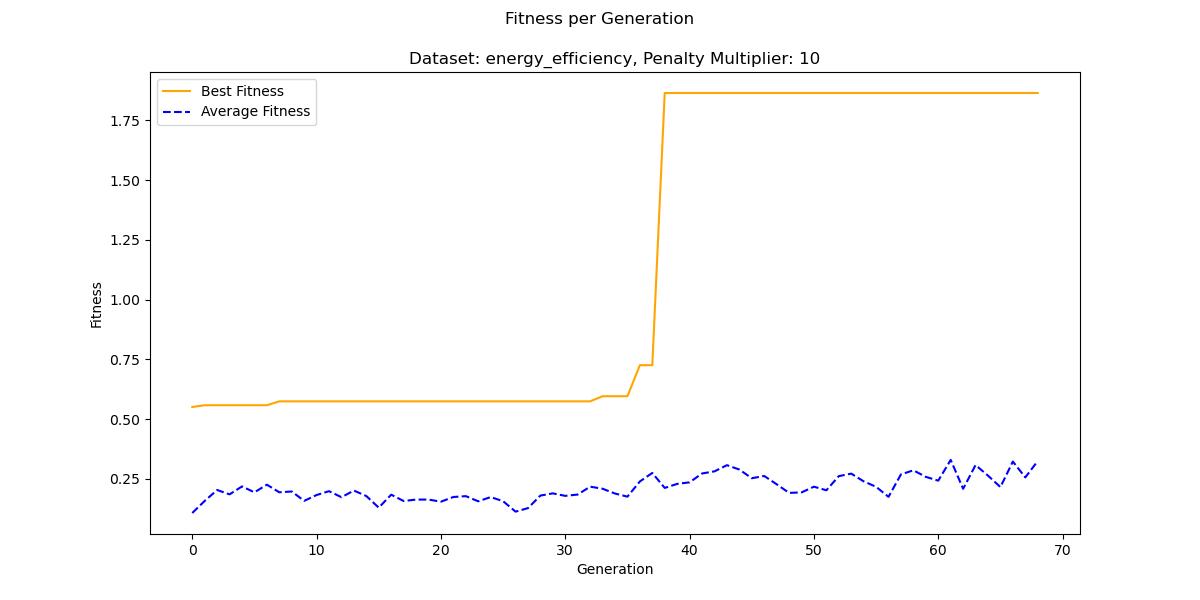 Fitness per Generation
Dataset: energy_efficiency, Penalty Multiplier: 10
Best Fitness
Average Fitness
1.75
1.50
1.25
1.00
0.75
0.50
0.25
Fitness
0 10 20 30 40 50 60 70
Generation